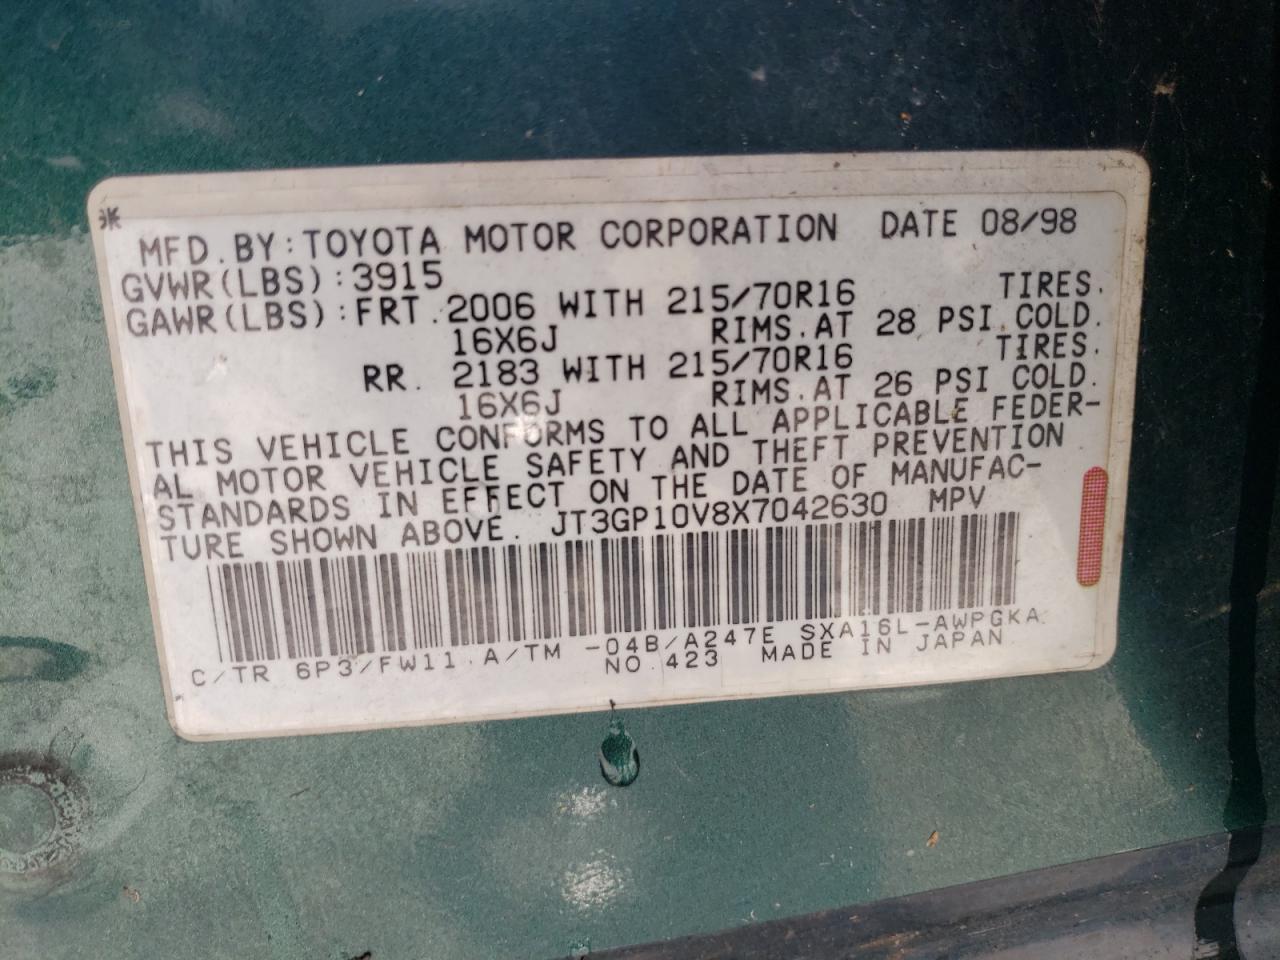 MFD.BY:TOYOTA MOTOR CORPORATION DATE 08/98
GVWR(LBS):3915
GAWR(LBS):FRT.2006 WITH 215/70R16 TIRES.
16X6J RIMS.AT 28 PSI COLD.
RR. 2183 WITH 215/70R16 TIRES.
16X6J RIMS.AT 26 PSI COLD.
THIS VEHICLE CONFORMS TO ALL APPLICABLE FEDER-
AL MOTOR VEHICLE SAFETY AND THEFT PREVENTION
STANDARDS IN EFFECT ON THE DATE OF MANUFAC-
TURE SHOWN ABOVE. JT3GP10V8X7042630 MPV
C/TR 6P3/FW11.A/TM -04B/A247E SXA16L-AWPGKA
NO.423 MADE IN JAPAN